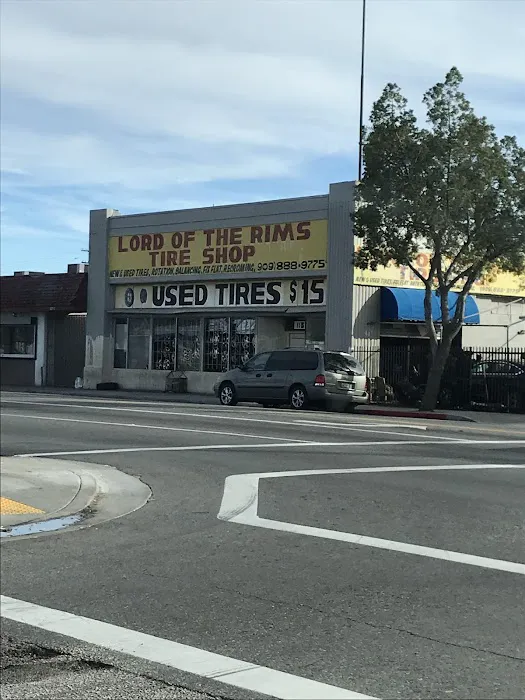 LORD OF THE RIMS
TIRE SHOP
NEW & USED TIRES, ROTATION, BALANCING, FIX FLAT, REGROOVING, 909) 888-9775
USED TIRES $15